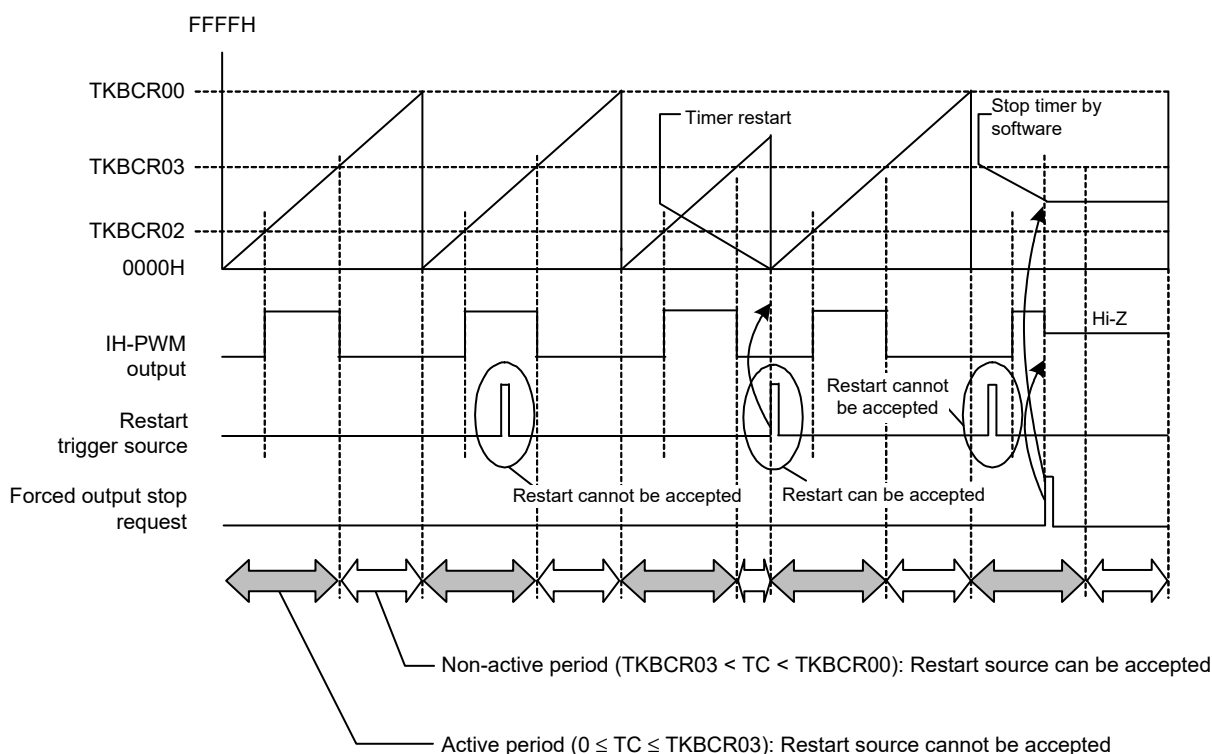 FFFFH
TKBCR00
Timer restart
Stop timer by
software
TKBCR03
TKBCR02
0000H
IH-PWM
output
Hi-Z
Restart cannot
be accepted
Restart
trigger source
Restart cannot be accepted
Restart can be accepted
Forced output stop
request
Non-active period (TKBCR03 < TC < TKBCR00): Restart source can be accepted
Active period (0 ≤ TC ≤ TKBCR03): Restart source cannot be accepted